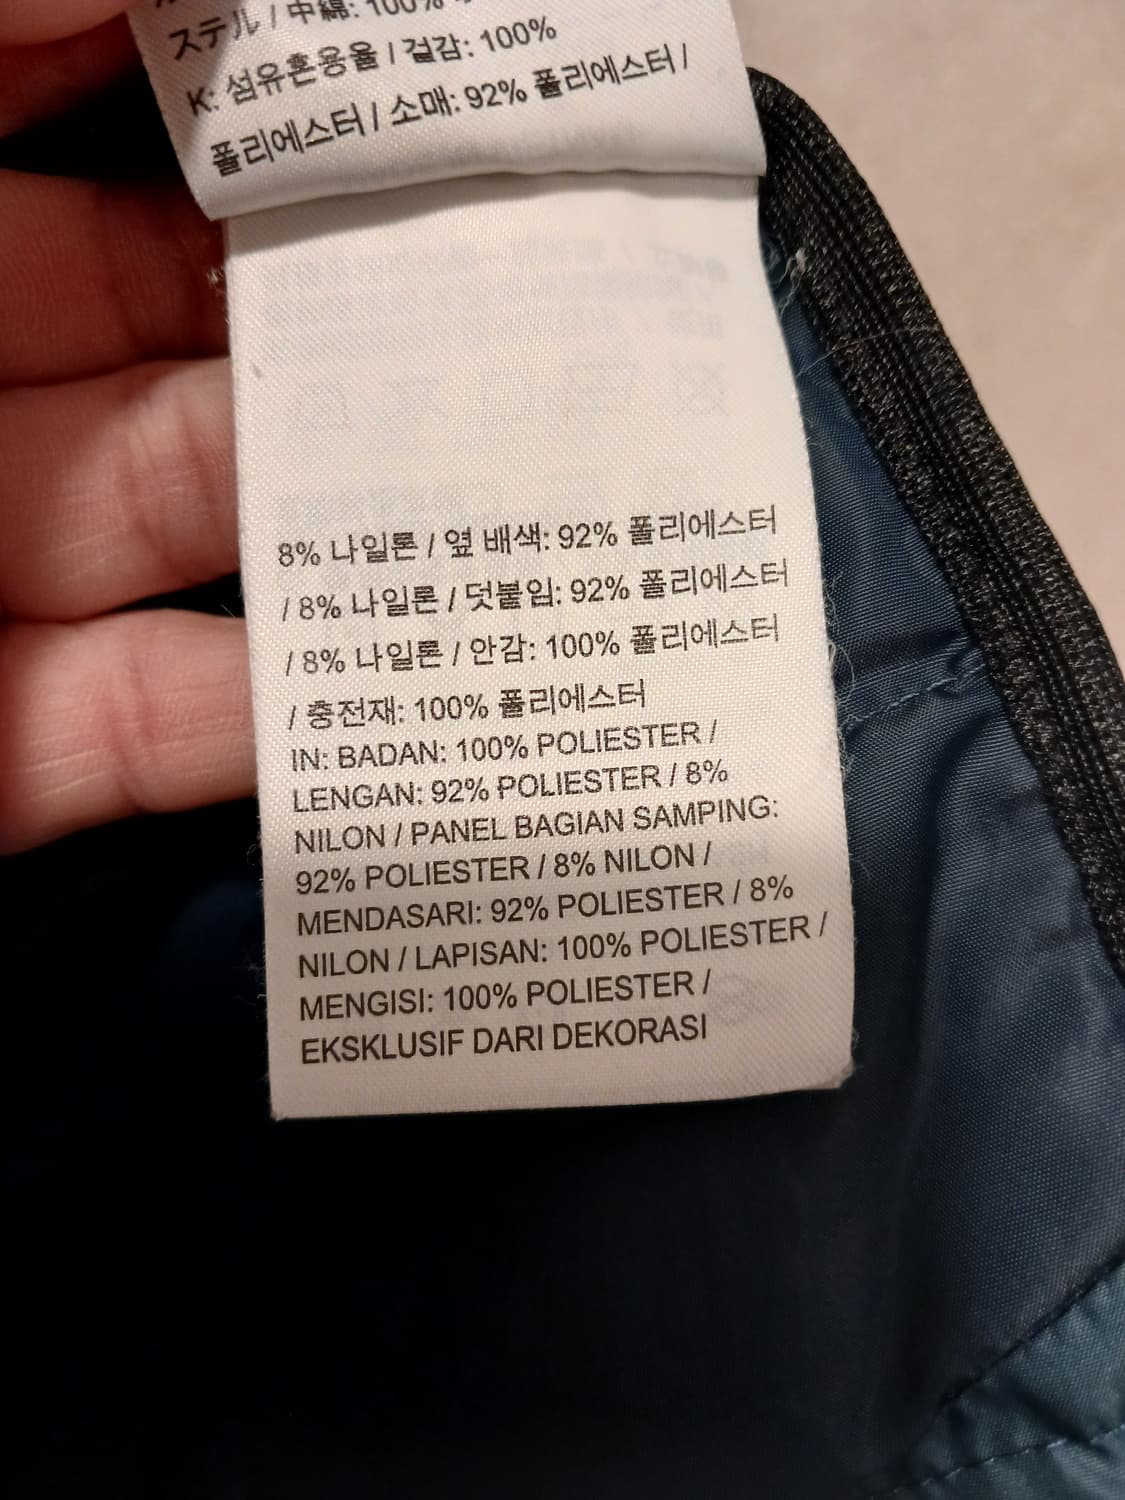 ステル / 中綿: 100%
K: 섬유혼용율 / 겉감: 100%
폴리에스터 / 소매: 92% 폴리에스터 /
8% 나일론 / 옆 배색: 92% 폴리에스터
/ 8% 나일론 / 덧붙임: 92% 폴리에스터
/ 8% 나일론 / 안감: 100% 폴리에스터
/ 충전재: 100% 폴리에스터
IN: BADAN: 100% POLIESTER /
LENGAN: 92% POLIESTER / 8%
NILON / PANEL BAGIAN SAMPING:
92% POLIESTER / 8% NILON /
MENDASARI: 92% POLIESTER / 8%
NILON / LAPISAN: 100% POLIESTER /
MENGISI: 100% POLIESTER /
EKSKLUSIF DARI DEKORASI